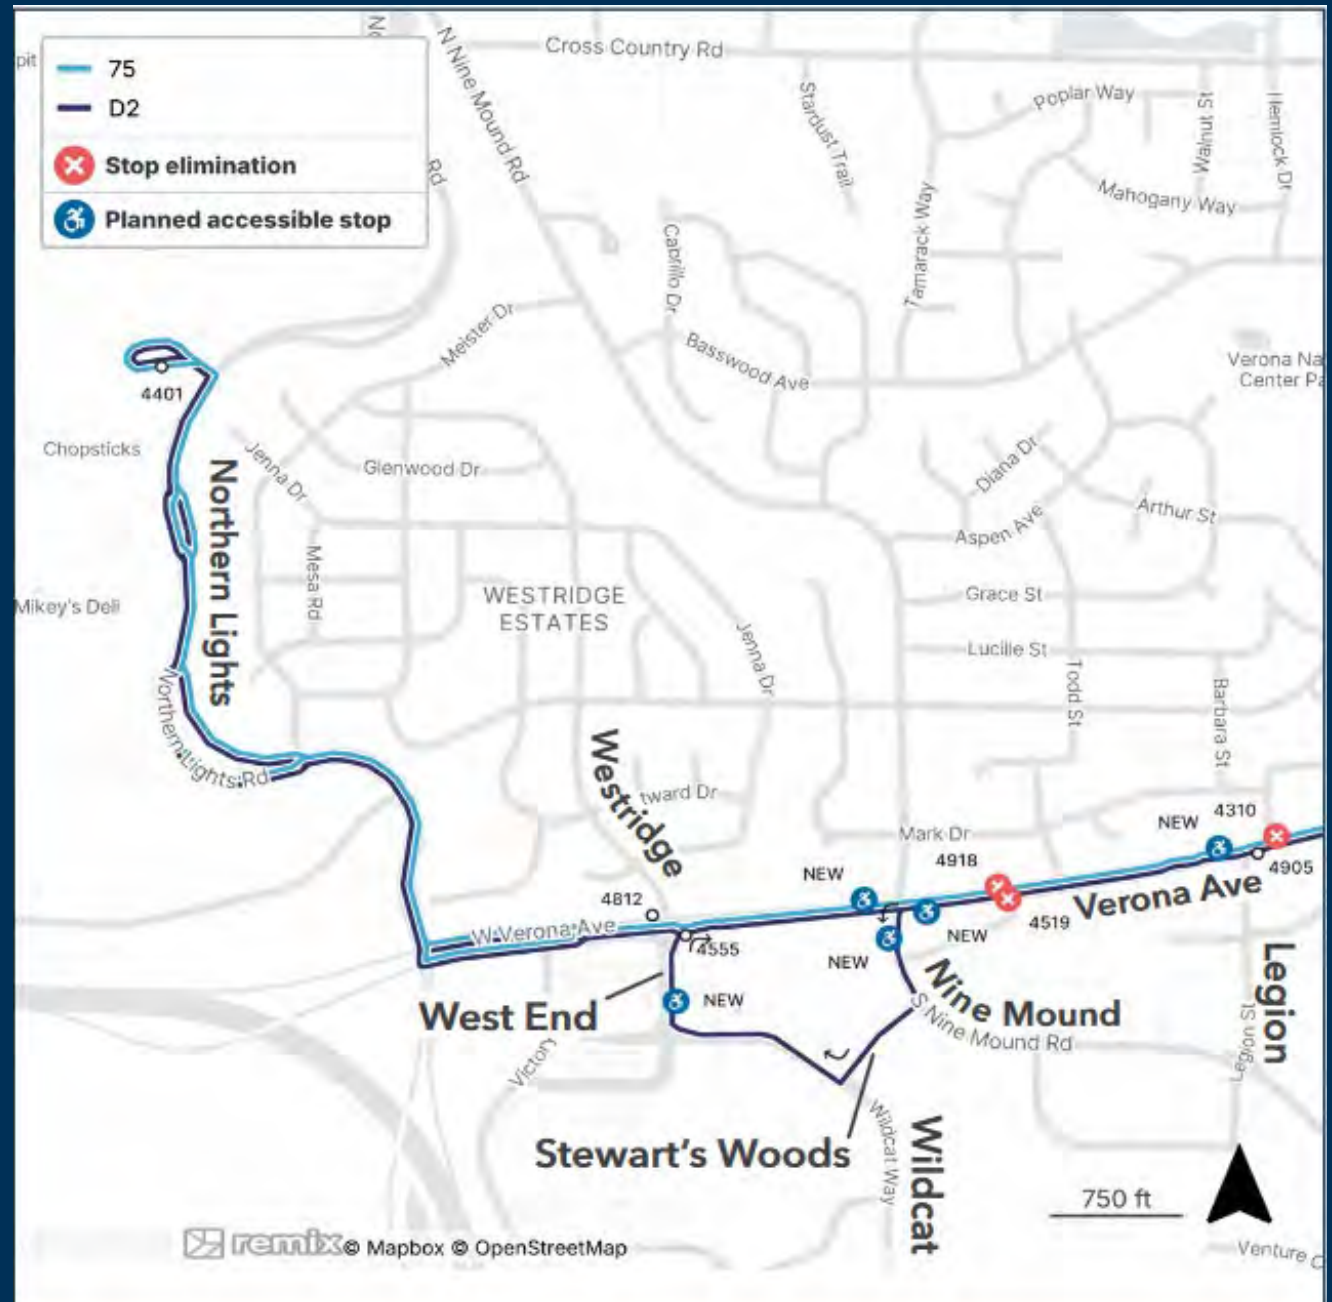 75
D2
Stop elimination
Planned accessible stop
pit
Rd
N Nine Mound Rd
Cross Country Rd
Stardust Trail
Poplar Way
Walnut St
Hemlock Dr
Mahogany Way
Tamarack Way
Cabrillo Dr
Meister Dr
Basswood Ave
Verona Na
Center Pa
4401
Chopsticks
Northern Lights
Jenna Dr
Glenwood Dr
Diana Dr
Arthur St
Aspen Ave
Mesa Rd
Mikey's Deli
WESTRIDGE
ESTATES
Grace St
Jenna Dr
Lucille St
Todd St
Barbara St
Northern Lights Rd
Westridge
tward Dr
Mark Dr
NEW
4310
4918
4905
NEW
4812
4519
Verona Ave
W Verona Ave
4555
NEW
NEW
Legion
West End
NEW
Nine Mound
S Nine Mound Rd
Legion St
Victory
Stewart's Woods
Wildcat Way
Wildcat
750 ft
remix
© Mapbox © OpenStreetMap
Venture C